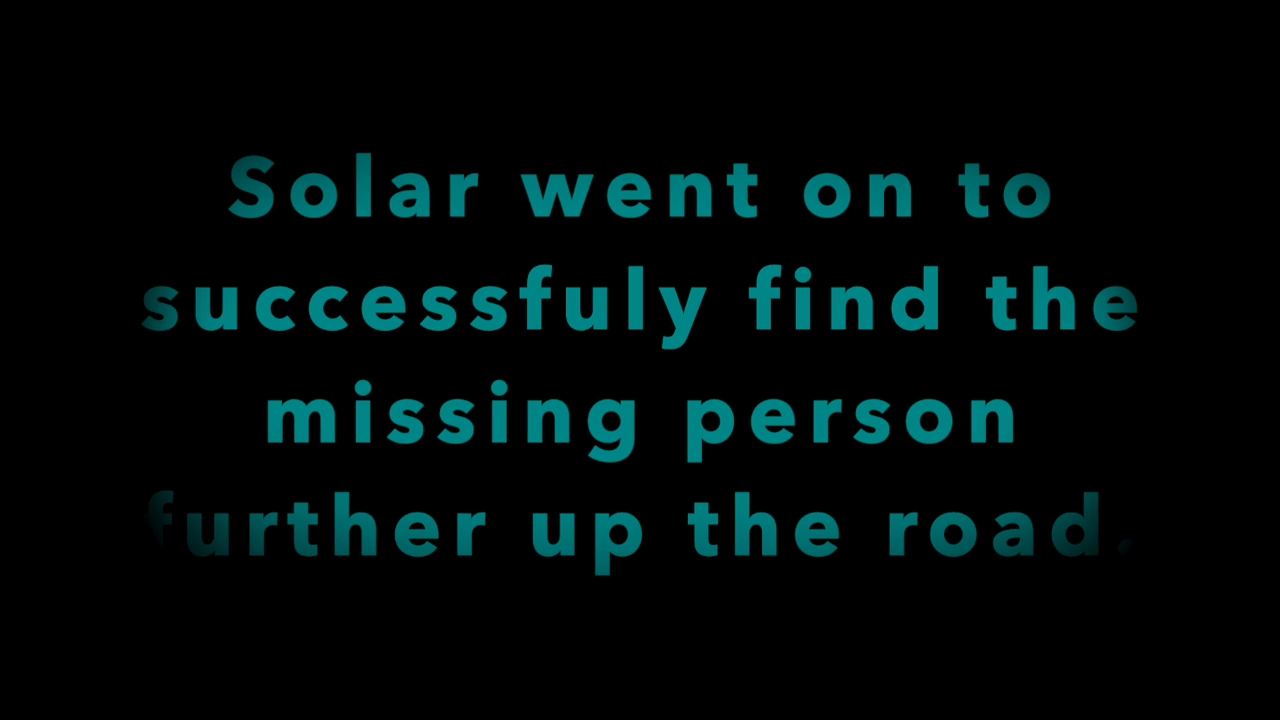 Solar went on to
successfuly find the
missing person
further up the road.